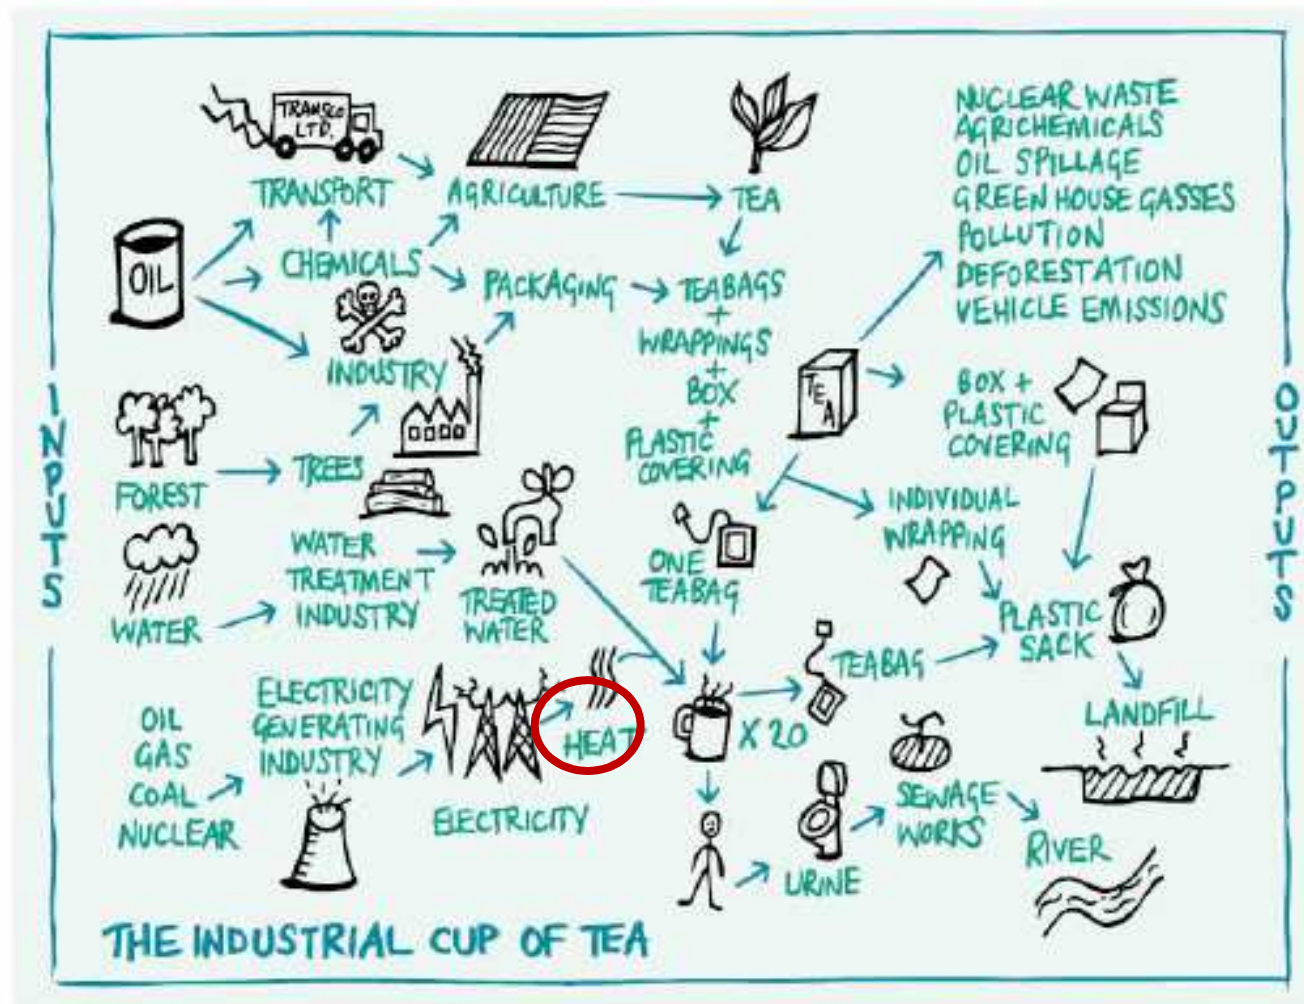 TRANSCO
LTD.
TRANSPORT
AGRICULTURE
TEA
NUCLEAR WASTE
AGRICHEMICALS
OIL SPILLAGE
GREEN HOUSE GASSES
POLLUTION
DEFORESTATION
VEHICLE EMISSIONS
OIL
CHEMICALS
PACKAGING
TEABAGS
+
WRAPPINGS
+
BOX
+
PLASTIC
COVERING
INDUSTRY
TEA
BOX +
PLASTIC
COVERING
INPUTS
OUTPUTS
FOREST
TREES
INDIVIDUAL
WRAPPING
WATER
TREATMENT
INDUSTRY
ONE
TEABAG
TREATED
WATER
WATER
PLASTIC
SACK
TEABAG
ELECTRICITY
GENERATING
INDUSTRY
HEAT
X 20
LANDFILL
OIL
GAS
COAL
NUCLEAR
ELECTRICITY
SEWAGE
WORKS
RIVER
URINE
THE INDUSTRIAL CUP OF TEA